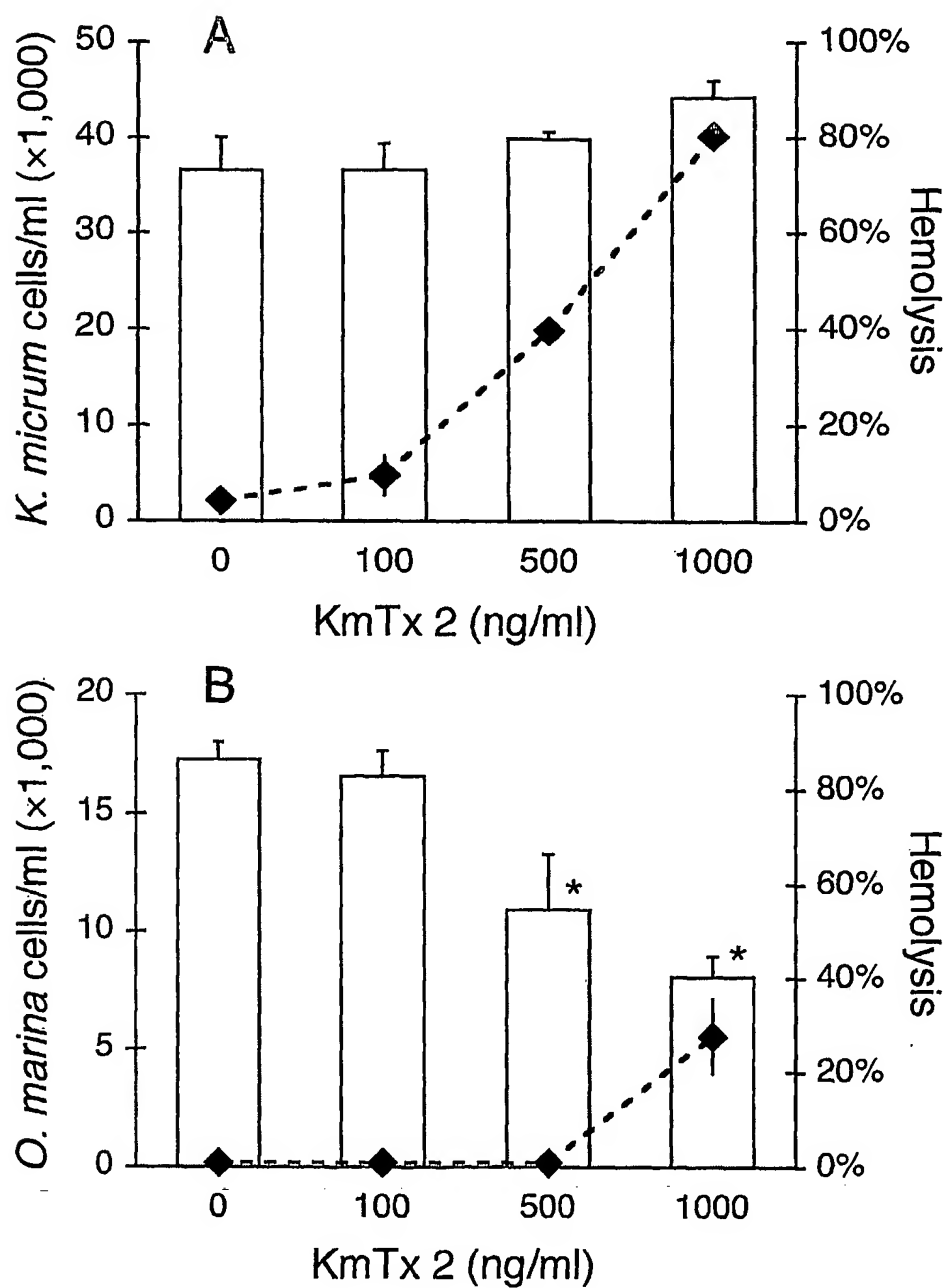 A
K. micrum cells/ml (×1,000)
50
40
30
20
10
0
100%
80%
60%
40%
20%
0%
Hemolysis
0 100 500 1000
KmTx 2 (ng/ml)
B
O. marina cells/ml (×1,000)
20
15
10
5
0
100%
80%
60%
40%
20%
0%
Hemolysis
*
*
0 100 500 1000
KmTx 2 (ng/ml)